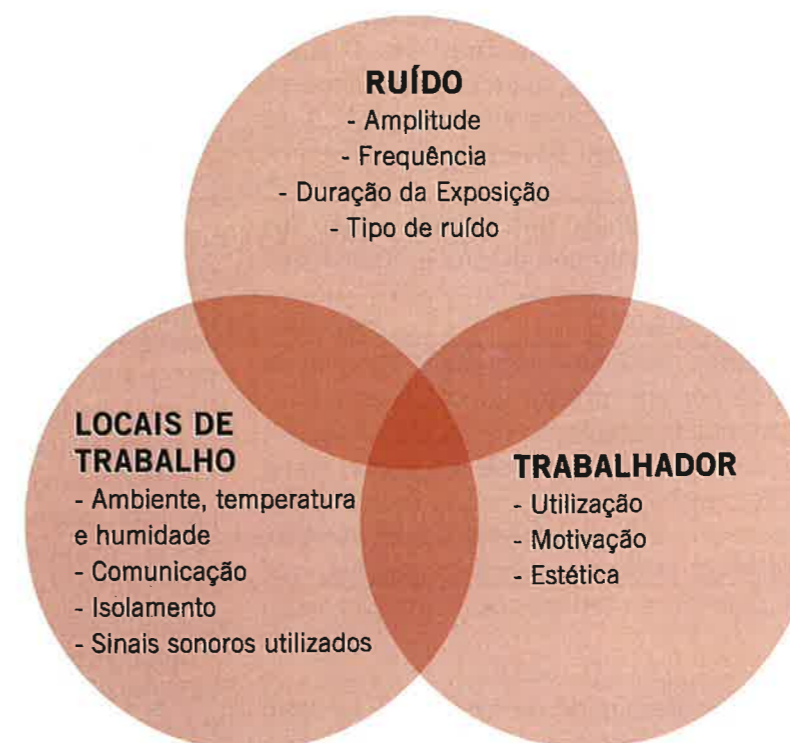 RUÍDO
- Amplitude
- Frequência
- Duração da Exposição
- Tipo de ruído
LOCAIS DE
TRABALHO
- Ambiente, temperatura
e humidade
- Comunicação
- Isolamento
- Sinais sonoros utilizados
TRABALHADOR
- Utilização
- Motivação
- Estética